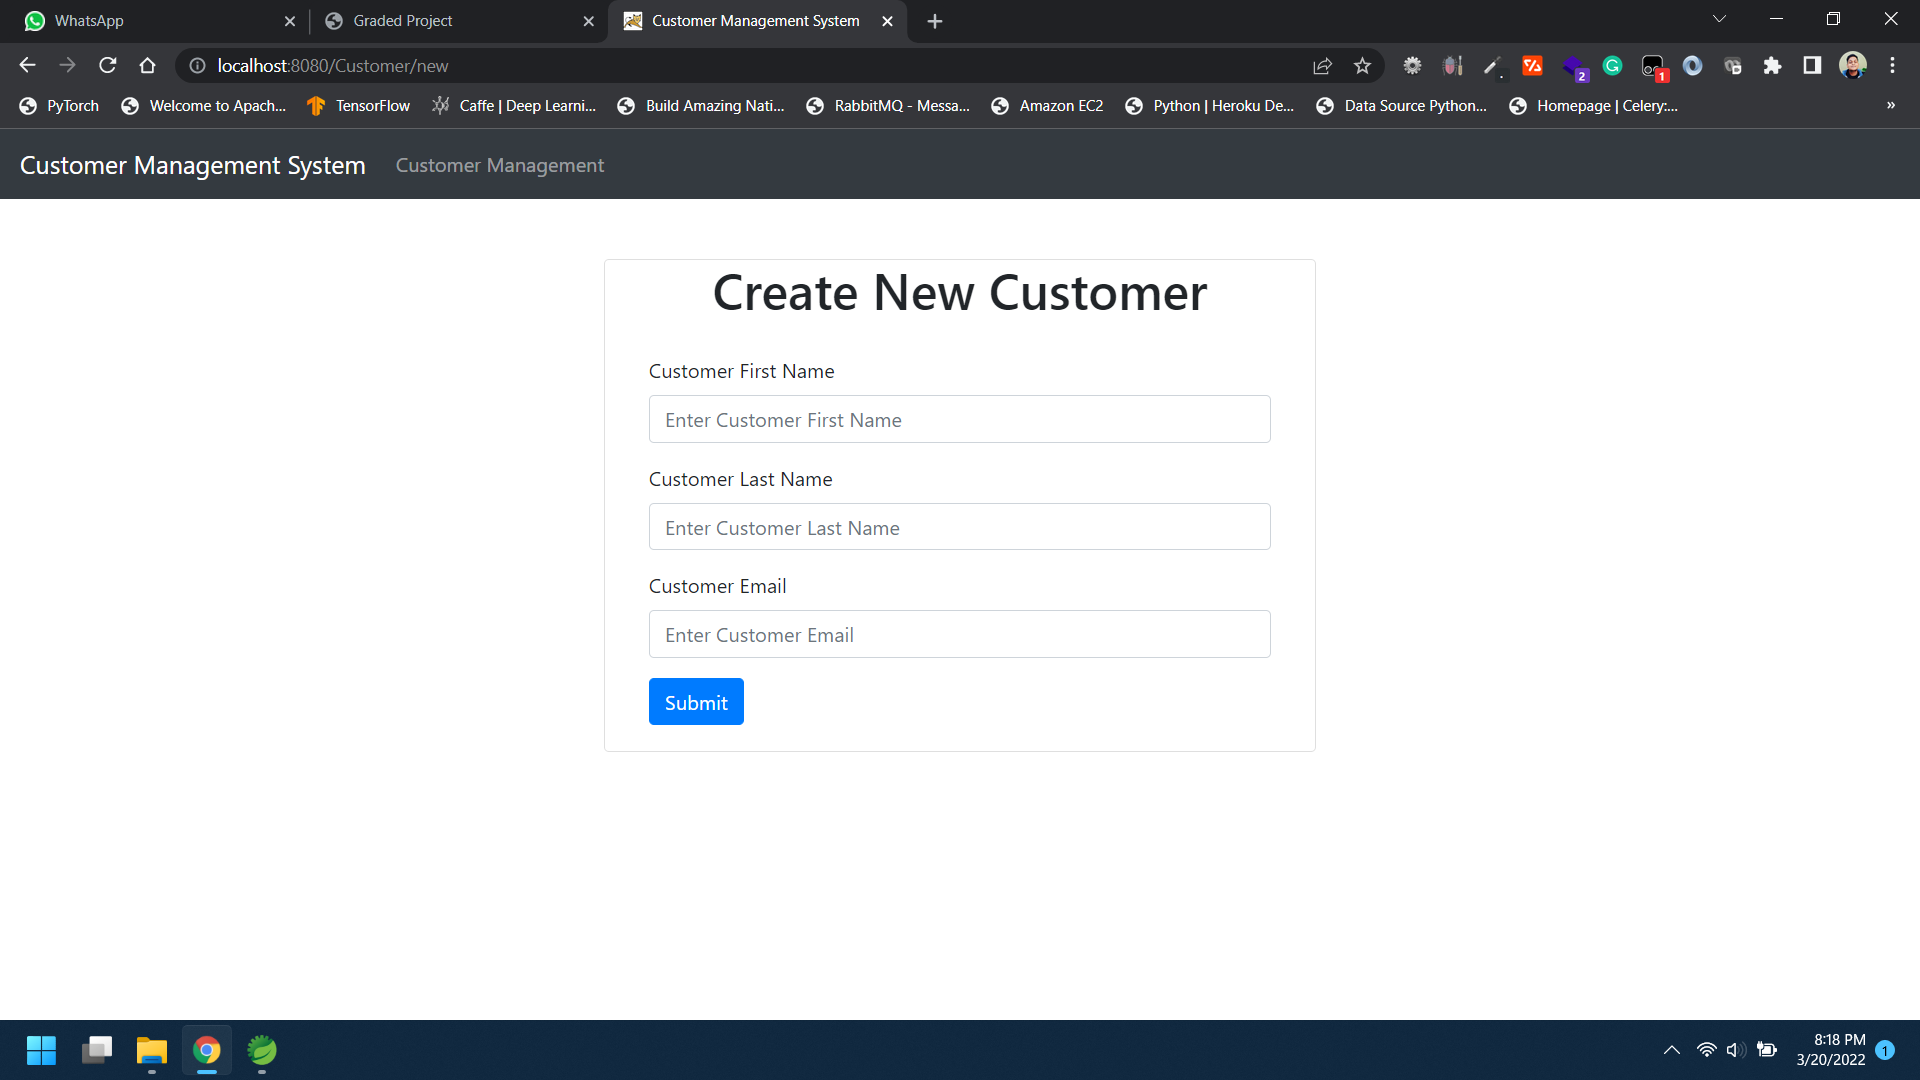 WhatsApp
Graded Project
Customer Management System
localhost:8080/Customer/new
2
1
PyTorch
Welcome to Apach...
TensorFlow
Caffe | Deep Learni...
Build Amazing Nati...
RabbitMQ - Messa...
Amazon EC2
Python | Heroku De...
Data Source Python...
Homepage | Celery:...
»
Customer Management System
Customer Management
Create New Customer
Customer First Name
Enter Customer First Name
Customer Last Name
Enter Customer Last Name
Customer Email
Enter Customer Email
Submit
8:18 PM
3/20/2022
1